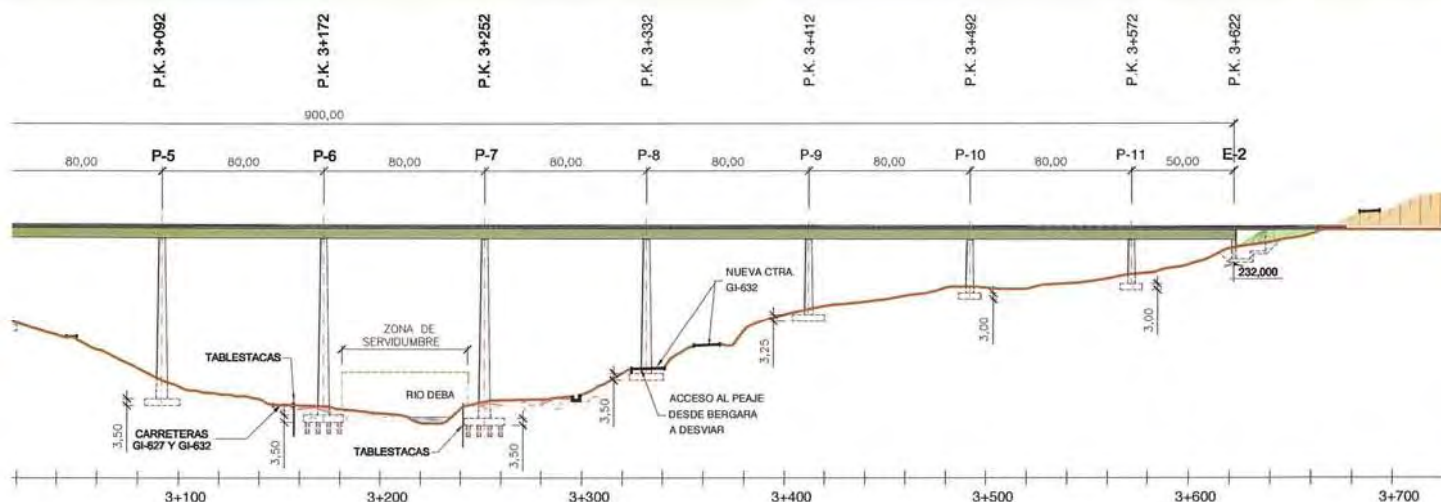 P.K. 3+092
P.K. 3+172
P.K. 3+252
P.K. 3+332
P.K. 3+412
P.K. 3+492
P.K. 3+572
P.K. 3+622
900,00
80,00
P-5
80,00
P-6
80,00
P-7
80,00
P-8
80,00
P-9
80,00
P-10
80,00
P-11
50,00
E-2
232,000
NUEVA CTRA.
GI-632
ZONA DE
SERVIDUMBRE
TABLESTACAS
RIO DEBA
ACCESO AL PEAJE
DESDE BERGARA
A DESVIAR
CARRETERAS
GI-627 Y GI-632
TABLESTACAS
3,50
3,50
3,50
3,50
3,25
3,00
3,00
3+100
3+200
3+300
3+400
3+500
3+600
3+700